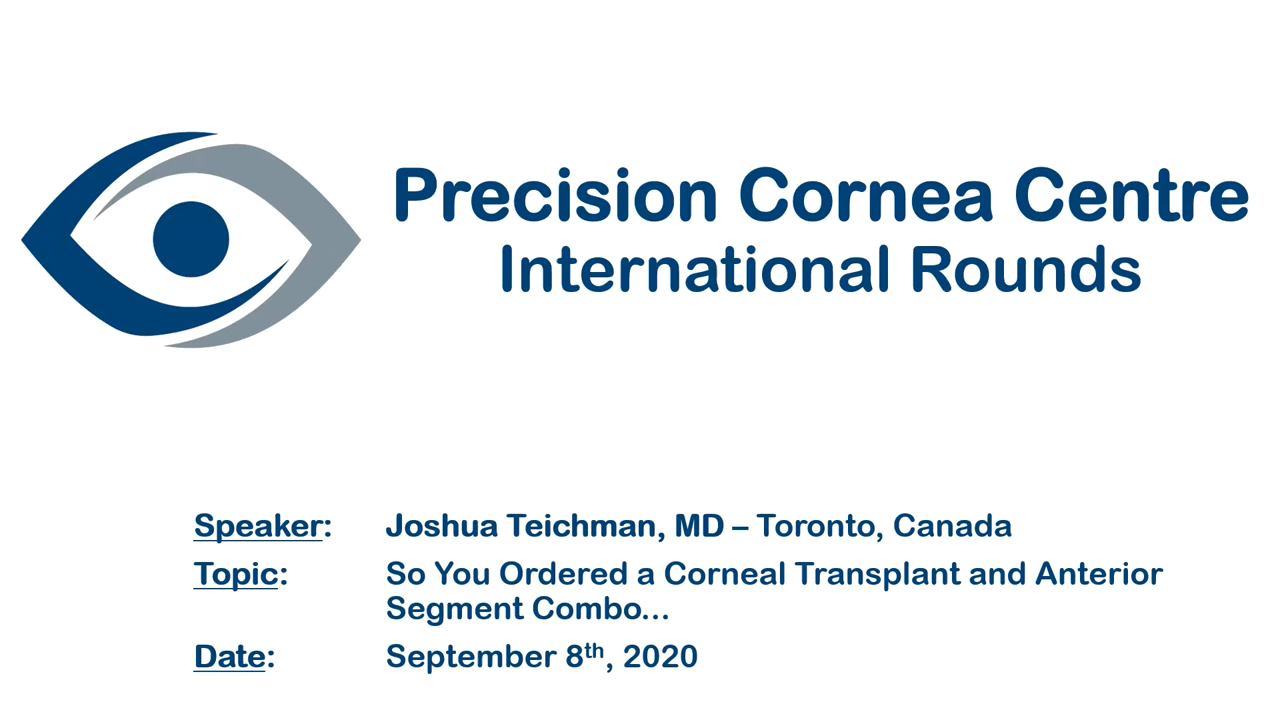 Precision Cornea Centre
International Rounds
Speaker: Joshua Teichman, MD – Toronto, Canada
Topic: So You Ordered a Corneal Transplant and Anterior
Segment Combo...
Date: September 8th, 2020